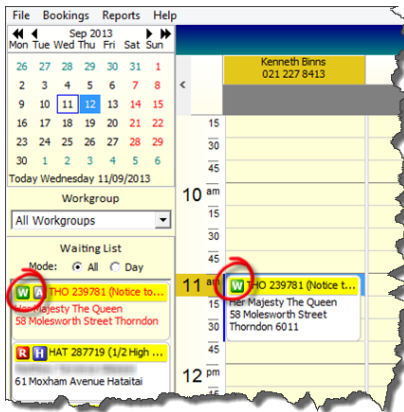 File Bookings Reports Help
Sep 2013
Mon Tue Wed Thu Fri Sat Sun
26 27 28 29 30 31 1
2 3 4 5 6 7 8
9 10 11 12 13 14 15
16 17 18 19 20 21 22
23 24 25 26 27 28 29
30 1 2 3 4 5 6
Today Wednesday 11/09/2013
Workgroup
All Workgroups
Waiting List
Mode: All Day
W A THO 239781 (Notice to...
Her Majesty The Queen
58 Molesworth Street Thorndon
R H HAT 287719 (1/2 High ...
61 Moxham Avenue Hataitai
<
Kenneth Binns
021 227 8413
15
30
45
10 am
15
30
45
11 am
W THO 239781 (Notice t...
Her Majesty The Queen
58 Molesworth Street
Thorndon 6011
15
30
45
12 pm
15